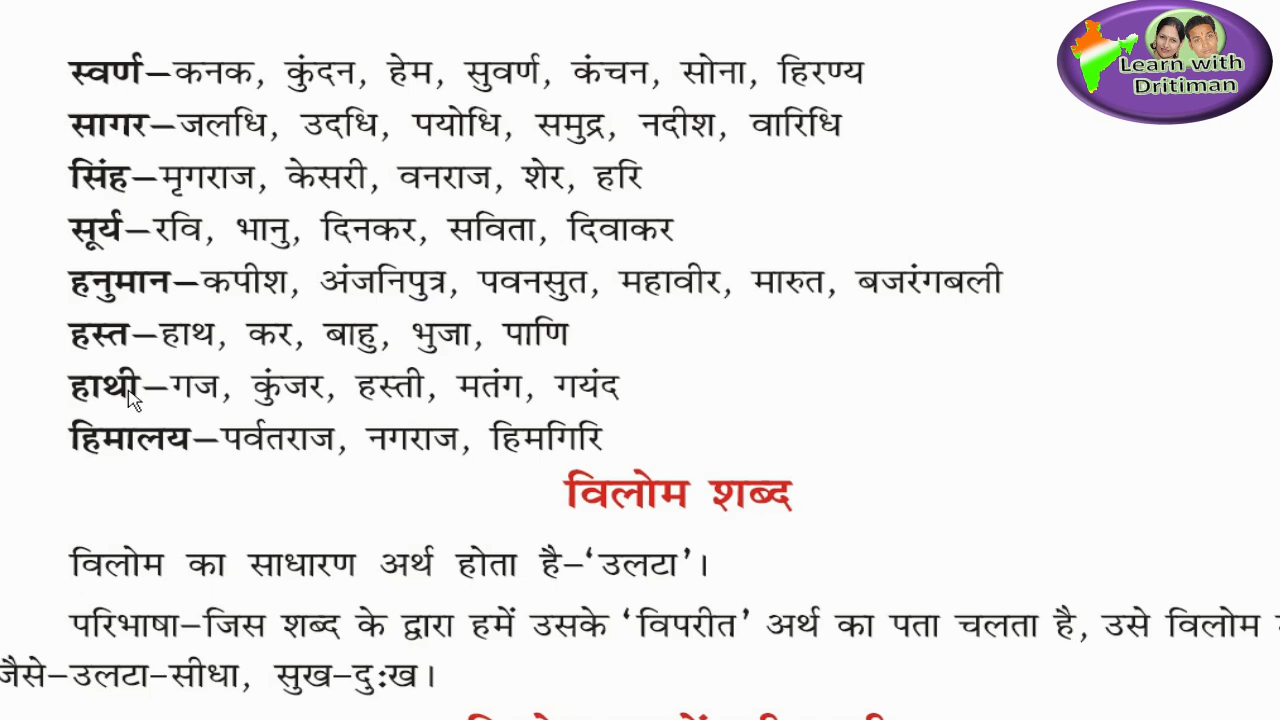 Learn with
Dritiman
स्वर्ण–कनक, कुंदन, हेम, सुवर्ण, कंचन, सोना, हिरण्य
सागर–जलधि, उदधि, पयोधि, समुद्र, नदीश, वारिधि
सिंह–मृगराज, केसरी, वनराज, शेर, हरि
सूर्य–रवि, भानु, दिनकर, सविता, दिवाकर
हनुमान–कपीश, अंजनिपुत्र, पवनसुत, महावीर, मारुत, बजरंगबली
हस्त–हाथ, कर, बाहु, भुजा, पाणि
हाथी–गज, कुंजर, हस्ती, मतंग, गयंद
हिमालय–पर्वतराज, नगराज, हिमगिरि
विलोम शब्द
विलोम का साधारण अर्थ होता है–‘उलटा’।
परिभाषा–जिस शब्द के द्वारा हमें उसके ‘विपरीत’ अर्थ का पता चलता है, उसे विलोम
जैसे–उलटा–सीधा, सुख–दुःख।